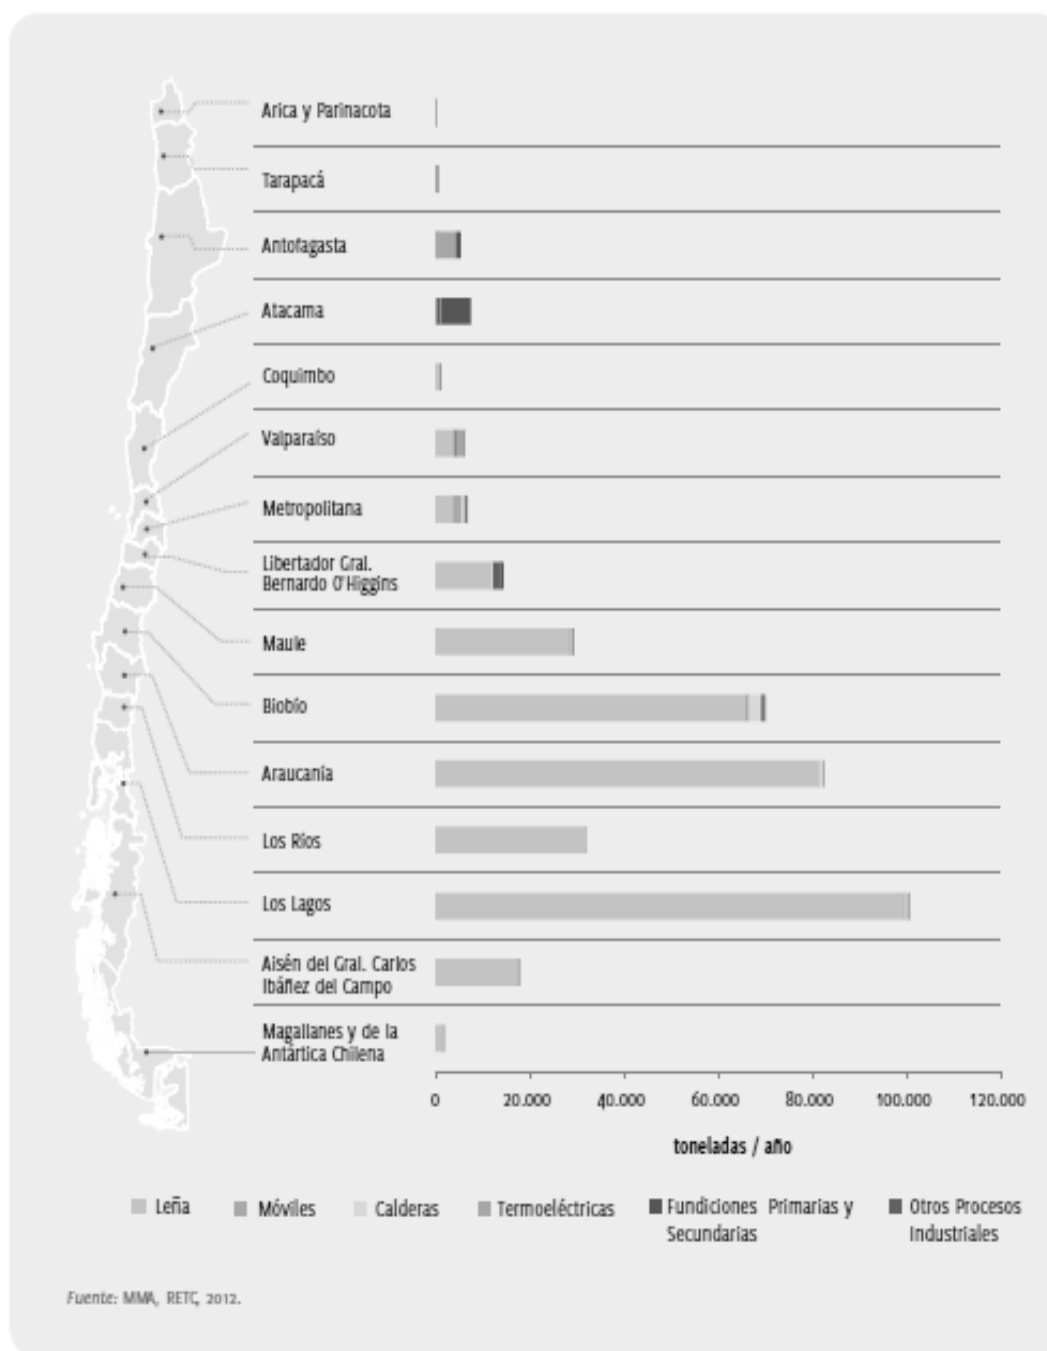 Arica y Parinacota
Tarapacá
Antofagasta
Atacama
Coquimbo
Valparaíso
Metropolitana
Libertador Gral.
Bernardo O'Higgins
Maule
Biobío
Araucanía
Los Ríos
Los Lagos
Aisén del Gral. Carlos
Ibáñez del Campo
Magallanes y de la
Antártica Chilena
0 20.000 40.000 60.000 80.000 100.000 120.000
toneladas / año
Leña Móviles Calderas Termoeléctricas Fundiciones Primarias y Secundarias Otros Procesos Industriales
Fuente: MMA, RETC, 2012.